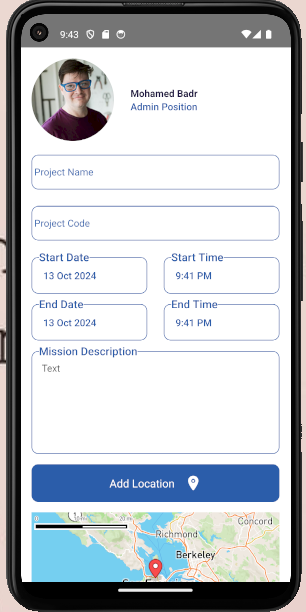 9:43
Mohamed Badr
Admin Position
Project Name
Project Code
Start Date
Start Time
13 Oct 2024
9:41 PM
End Date
End Time
13 Oct 2024
9:41 PM
Mission Description
Text
Add Location
Concord
Richmond
Berkeley